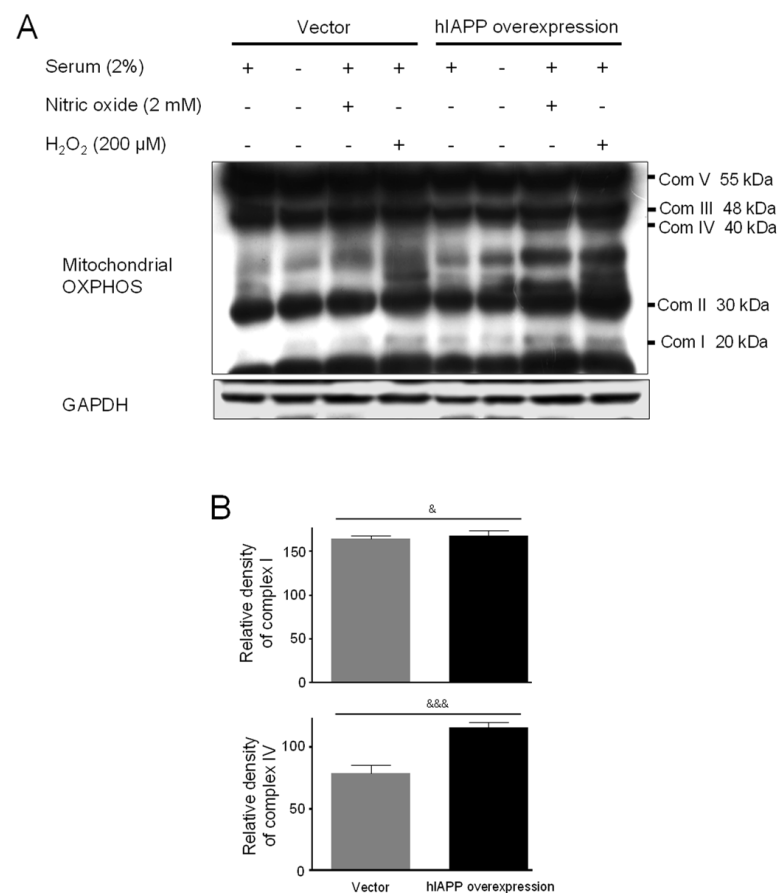 A
Vector hIAPP overexpression
Serum (2%) + - + + + - + +
Nitric oxide (2 mM) - - + - - - + -
H₂O₂ (200 µM) - - - + - - - +
Com V 55 kDa
Com III 48 kDa
Com IV 40 kDa
Mitochondrial
OXPHOS
Com II 30 kDa
Com I 20 kDa
GAPDH
B
&
Relative density
of complex I
150
100
50
0
&&&
Relative density
of complex IV
100
50
0
Vector hIAPP overexpression